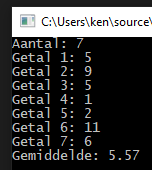 C:\Users\ken\source\
Aantal: 7
Getal 1: 5
Getal 2: 9
Getal 3: 5
Getal 4: 1
Getal 5: 2
Getal 6: 11
Getal 7: 6
Gemiddelde: 5.57